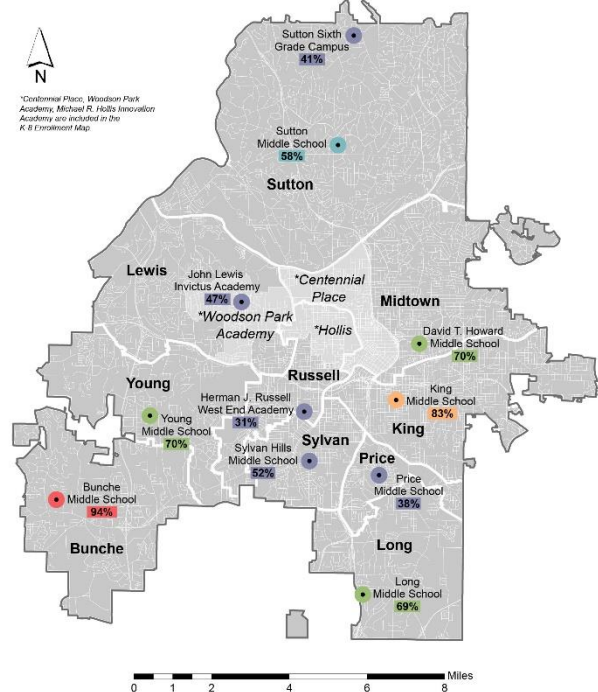 N
*Centennial Place, Woodson Park
Academy, Michael R. Hollis Innovation
Academy are included in the
K-8 Enrollment Map.
Sutton Sixth
Grade Campus
41%
Sutton
Middle School
58%
Sutton
Lewis
John Lewis
Invictus Academy
47%
*Woodson Park
Academy
*Centennial
Place
*Hollis
Midtown
David T. Howard
Middle School
70%
Russell
Young
Young
Middle School
70%
Herman J. Russell
West End Academy
31%
King
Middle School
83%
King
Sylvan
Sylvan Hills
Middle School
52%
Price
Price
Middle School
38%
Bunche
Middle School
94%
Bunche
Long
Long
Middle School
69%
Miles
0 1 2 4 6 8